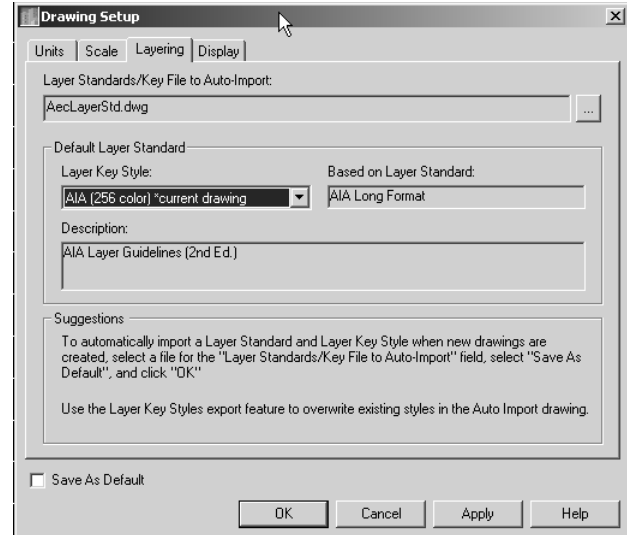 Drawing Setup
Units
Scale
Layering
Display
Layer Standards/Key File to Auto-Import:
AecLayerStd.dwg
...
Default Layer Standard
Layer Key Style:
Based on Layer Standard:
AIA (256 color) *current drawing
AIA Long Format
Description:
AIA Layer Guidelines (2nd Ed.)
Suggestions
To automatically import a Layer Standard and Layer Key Style when new drawings are
created, select a file for the "Layer Standards/Key File to Auto-Import" field, select "Save As
Default", and click "OK"
Use the Layer Key Styles export feature to overwrite existing styles in the Auto Import drawing.
Save As Default
OK
Cancel
Apply
Help